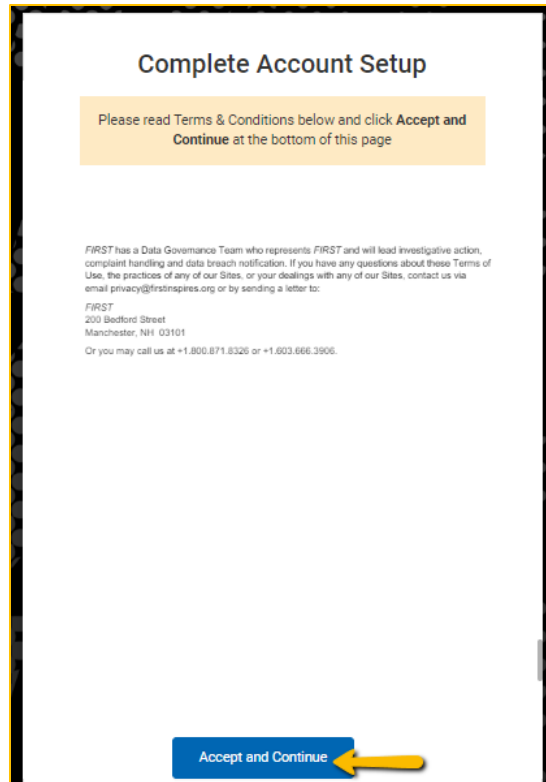 Complete Account Setup
Please read Terms & Conditions below and click Accept and
Continue at the bottom of this page
FIRST has a Data Governance Team who represents FIRST and will lead investigative action,
complaint handling and data breach notification. If you have any questions about these Terms of
Use, the practices of any of our Sites, or your dealings with any of our Sites, contact us via
email privacy@firstinspires.org or by sending a letter to:
FIRST
200 Bedford Street
Manchester, NH 03101
Or you may call us at +1.800.871.8326 or +1.603.666.3906.
Accept and Continue